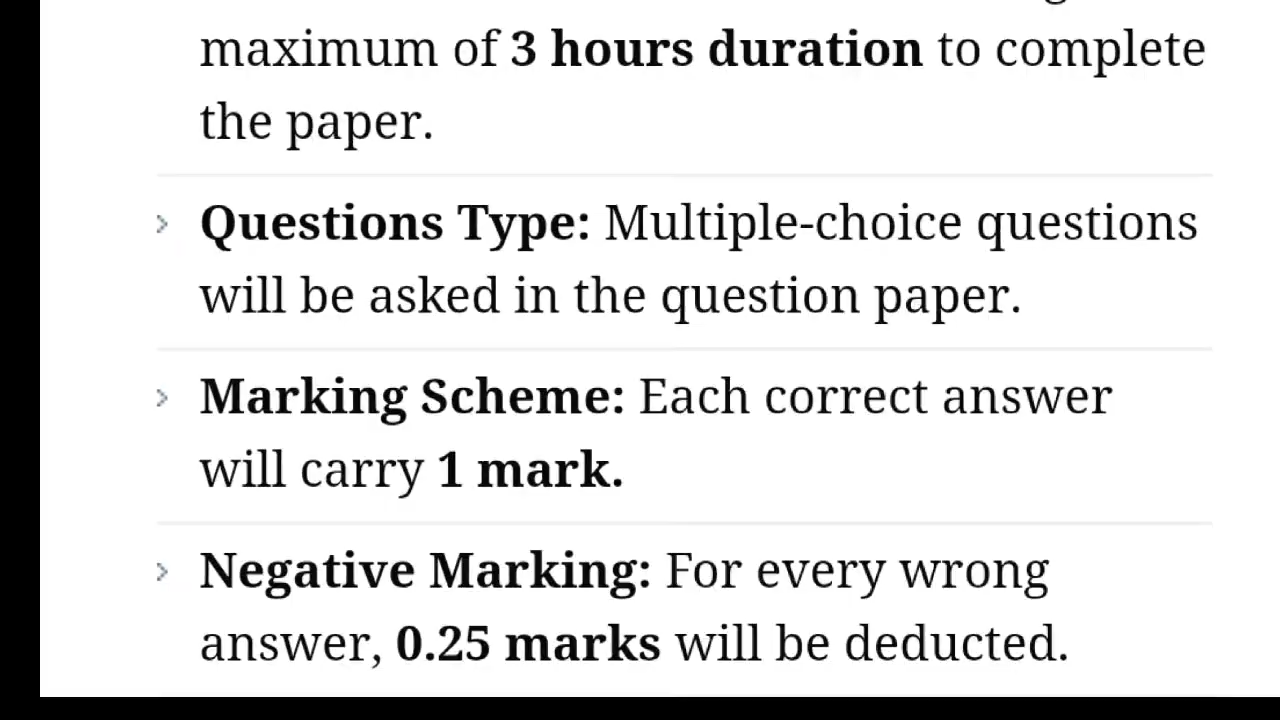 maximum of 3 hours duration to complete
the paper.
Questions Type: Multiple-choice questions
will be asked in the question paper.
Marking Scheme: Each correct answer
will carry 1 mark.
Negative Marking: For every wrong
answer, 0.25 marks will be deducted.